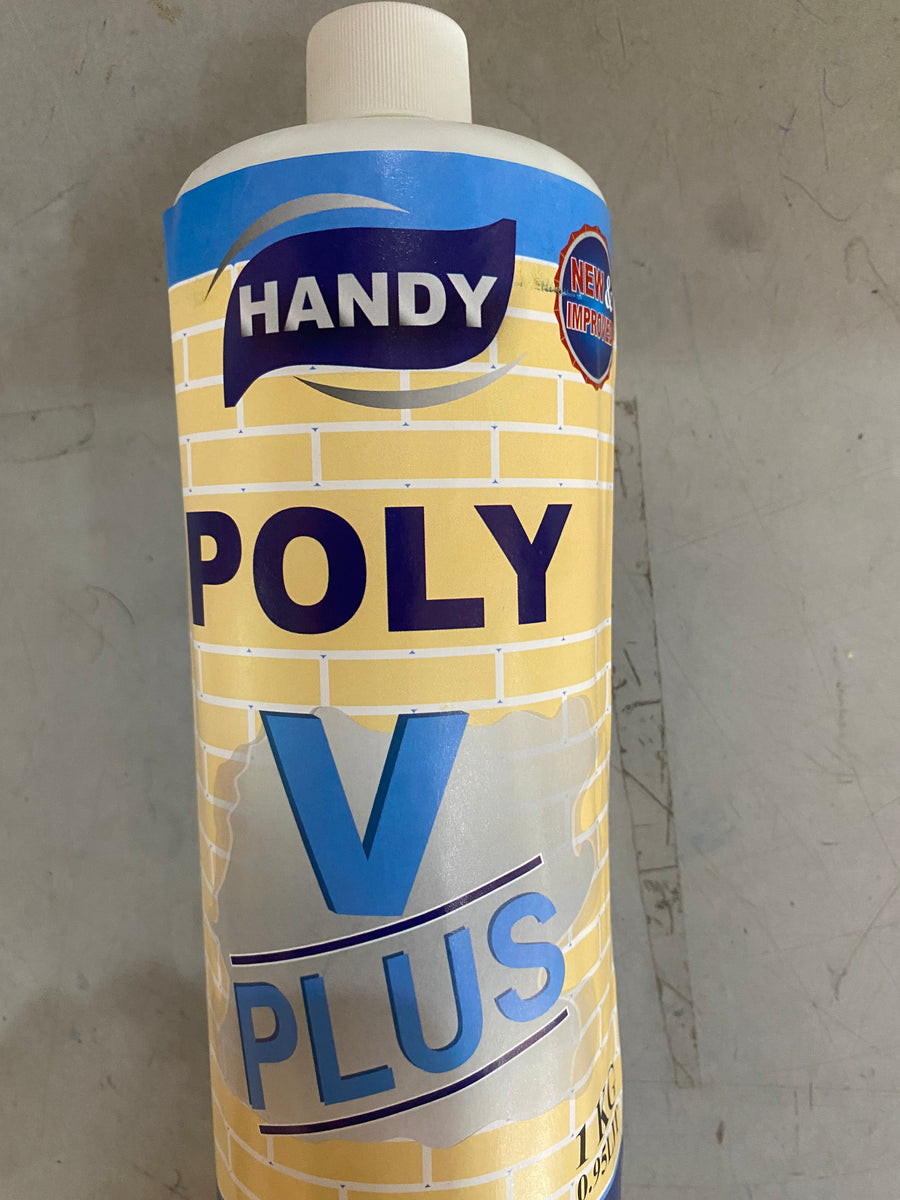 HANDY
NEW &
IMPROVED
POLY
V
PLUS
1 KG